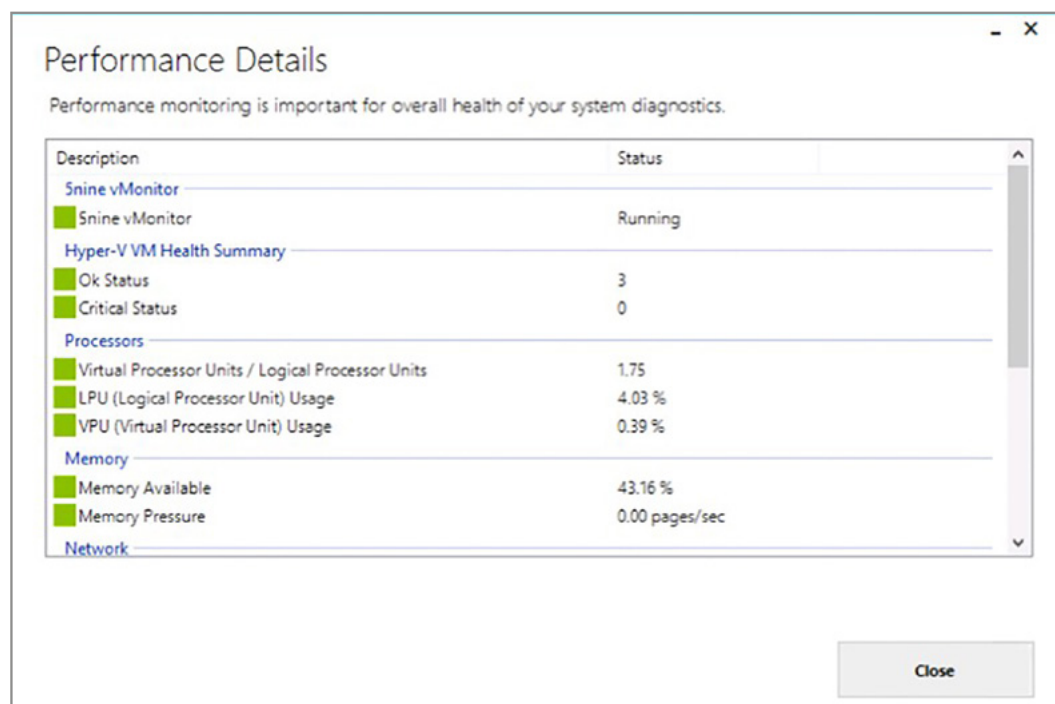 Performance Details
Performance monitoring is important for overall health of your system diagnostics.
Description Status
5nine vMonitor
5nine vMonitor Running
Hyper-V VM Health Summary
Ok Status 3
Critical Status 0
Processors
Virtual Processor Units / Logical Processor Units 1.75
LPU (Logical Processor Unit) Usage 4.03 %
VPU (Virtual Processor Unit) Usage 0.39 %
Memory
Memory Available 43.16 %
Memory Pressure 0.00 pages/sec
Network
Close